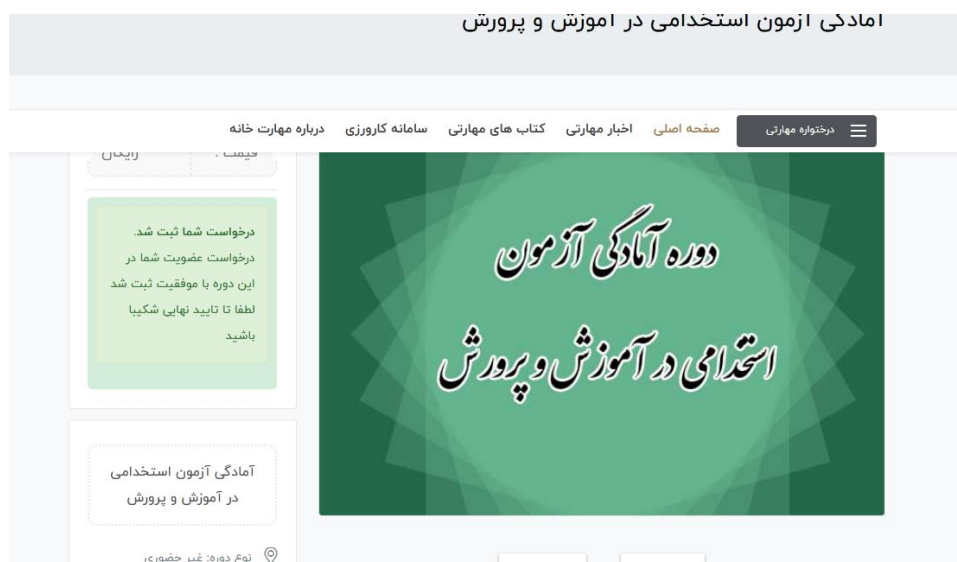 آمادگی آزمون استخدامی در آموزش و پرورش
درختواره مهارتی
صفحه اصلی
اخبار مهارتی
کتاب های مهارتی
سامانه کارورزی
درباره مهارت خانه
دوره آمادگی آزمون
استخدامی در آموزش و پرورش
قیمت :
رایگان
درخواست شما ثبت شد.
درخواست عضویت شما در
این دوره با موفقیت ثبت شد
لطفا تا تایید نهایی شکیبا
باشید
آمادگی آزمون استخدامی
در آموزش و پرورش
نوع دوره: غیر حضوری